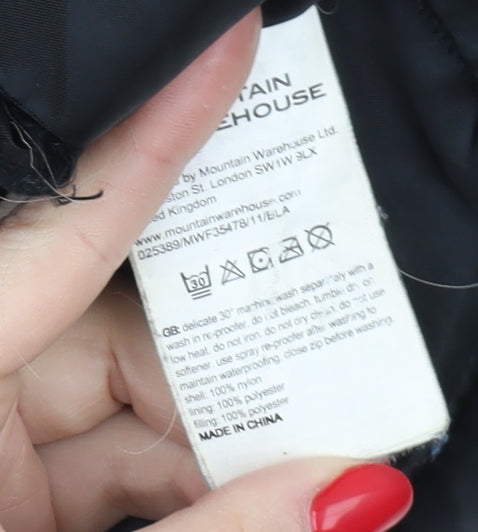 TAIN
EHOUSE
by Mountain Warehouse Ltd.
ston St. London SW1W 9LX
ed Kingdom
www.mountainwarehouse.com
025389/MWF35478/11/BLA
30
GB: delicate 30° machine wash separately with a
wash in re-proofer. do not bleach. tumble dry on
low heat. do not iron. do not dry clean. do not use
softener. use spray re-proofer after washing to
maintain waterproofing. close zip before washing.
shell: 100% nylon
lining: 100% polyester
filling: 100% polyester
MADE IN CHINA